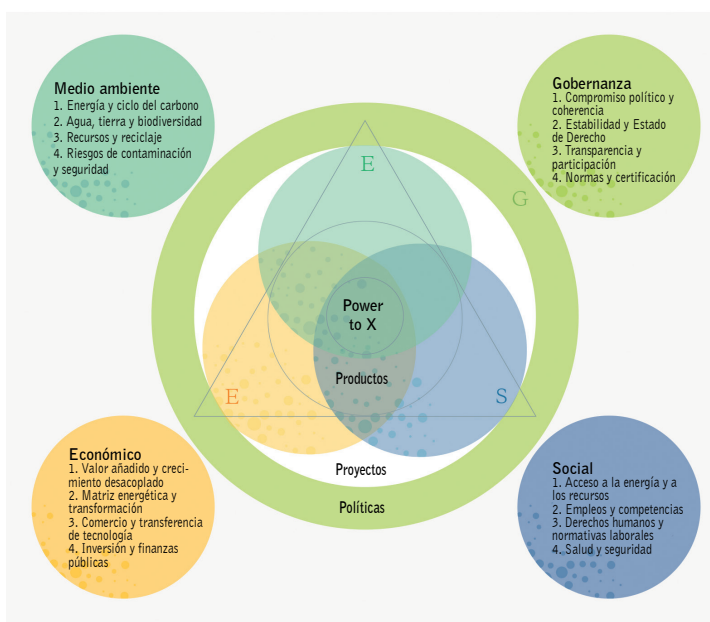 Medio ambiente
1. Energía y ciclo del carbono
2. Agua, tierra y biodiversidad
3. Recursos y reciclaje
4. Riesgos de contaminación
y seguridad
Gobernanza
1. Compromiso político y
coherencia
2. Estabilidad y Estado
de Derecho
3. Transparencia y
participación
4. Normas y certificación
E
G
Power
to X
Productos
E
S
Proyectos
Políticas
Económico
1. Valor añadido y creci-
miento desacoplado
2. Matriz energética y
transformación
3. Comercio y transferencia
de tecnología
4. Inversión y finanzas
públicas
Social
1. Acceso a la energía y a
los recursos
2. Empleos y competencias
3. Derechos humanos y
normativas laborales
4. Salud y seguridad